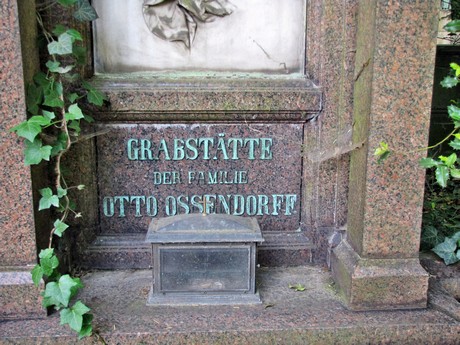 GRABSTÄTTE
DER FAMILIE
OTTO OSSENDORFF